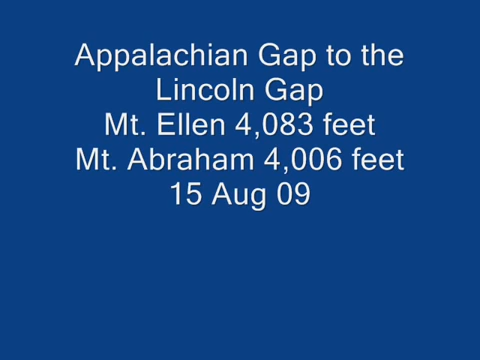 Appalachian Gap to the
Lincoln Gap
Mt. Ellen 4,083 feet
Mt. Abraham 4,006 feet
15 Aug 09